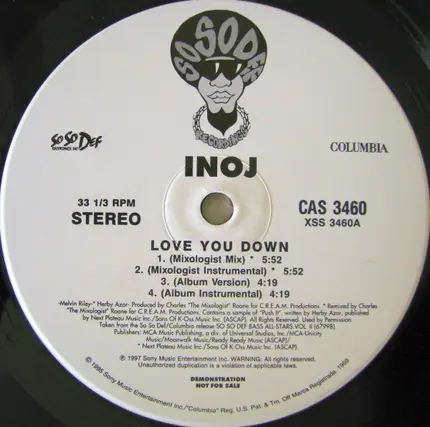 SO SO DEF
RECORDINGS
So So Def
RECORDINGS INC
COLUMBIA
INOJ
33 1/3 RPM
STEREO
CAS 3460
XSS 3460A
LOVE YOU DOWN
1. (Mixologist Mix) * 5:52
2. (Mixologist Instrumental) * 5:52
3. (Album Version) 4:19
4. (Album Instrumental) 4:19
-Melvin Riley- * Herby Azor- Produced by Charles "The Mixologist" Roane for C.R.E.A.M. Productions * Remixed by Charles
"The Mixologist" Roane for C.R.E.A.M. Productions. Contains a sample of "Push It", written by Herby Azor, published
by Next Plateau Music Inc./Sons Of K-Oss Music Inc. (ASCAP). All Rights Reserved. Used by Permission.
Taken from the So So Def/Columbia release SO SO DEF BASS ALL-STARS VOL. II (67998).
Publishers: MCA Music Publishing, a div. of Universal Studios, Inc./MCA-Unicity
Music/Moonwalk Music/Ready Ready Music (ASCAP)/
* Next Plateau Music Inc./Sons Of K-Oss Music Inc. (ASCAP)
℗ 1997 Sony Music Entertainment Inc. WARNING: All rights reserved.
Unauthorized duplication is a violation of applicable laws.
DEMONSTRATION
NOT FOR SALE
Sony Music Entertainment Inc./"Columbia" Reg. U.S. Pat. & Tm. Off. Marca Registrada.